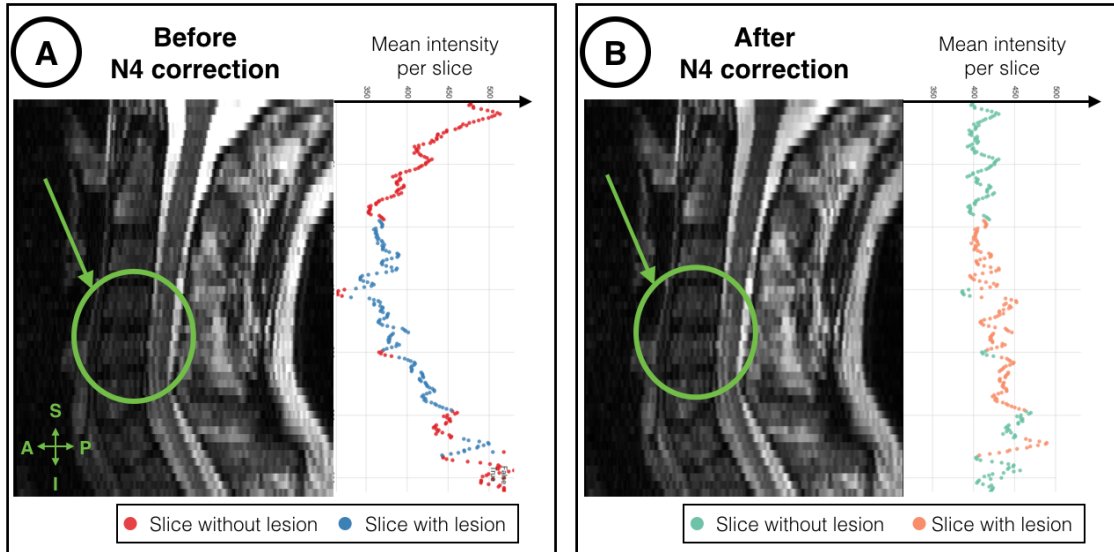 A
Before
N4 correction
Mean intensity
per slice
350
400
450
500
S
A P
I
Slice without lesion
Slice with lesion
B
After
N4 correction
Mean intensity
per slice
350
400
450
500
Slice without lesion
Slice with lesion